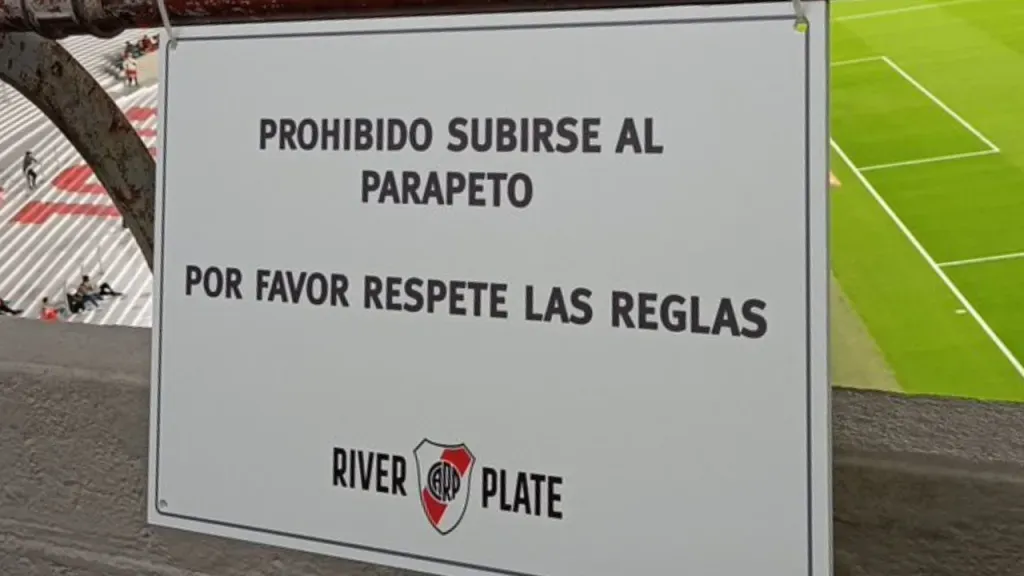 PROHIBIDO SUBIRSE AL
PARAPETO
POR FAVOR RESPETE LAS REGLAS
RIVER CARP PLATE